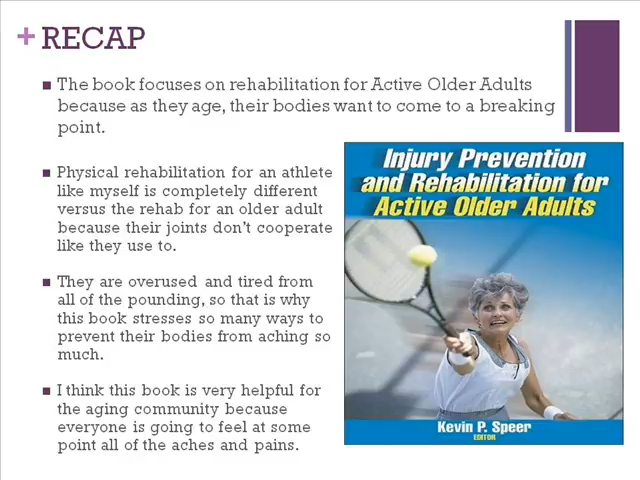 + RECAP
■ The book focuses on rehabilitation for Active Older Adults
because as they age, their bodies want to come to a breaking
point.
■ Physical rehabilitation for an athlete
like myself is completely different
versus the rehab for an older adult
because their joints don't cooperate
like they use to.
■ They are overused and tired from
all of the pounding, so that is why
this book stresses so many ways to
prevent their bodies from aching so
much.
■ I think this book is very helpful for
the aging community because
everyone is going to feel at some
point all of the aches and pains.
Injury Prevention
and Rehabilitation for
Active Older Adults
Kevin P. Speer
EDITOR